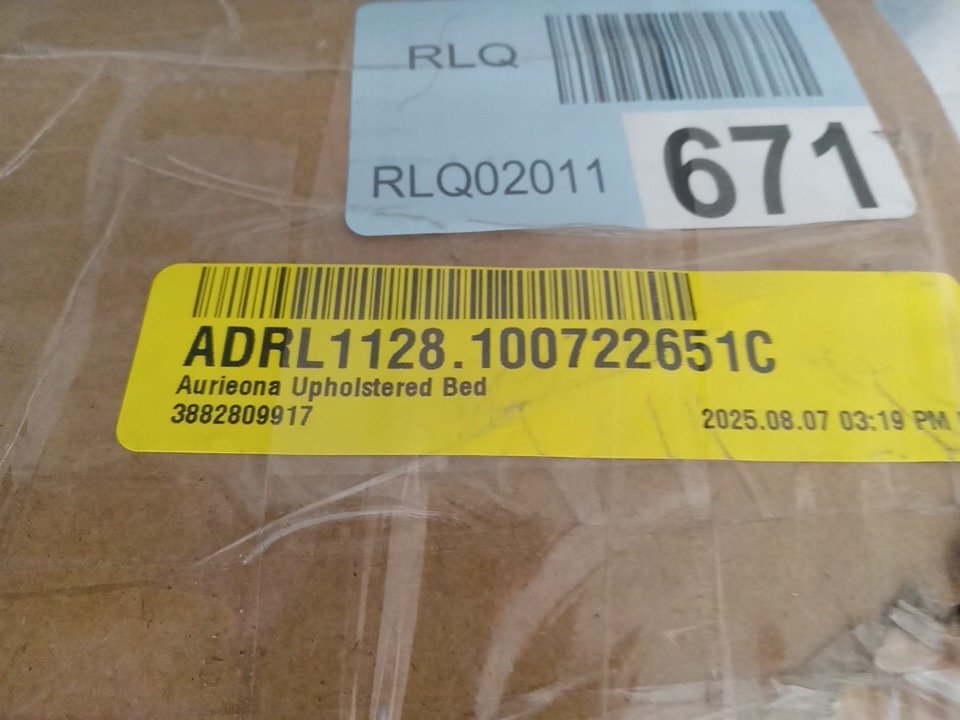 RLQ
RLQ02011
671
ADRL1128.100722651C
Aurieona Upholstered Bed
3882809917
2025.08.07 03:19 PM